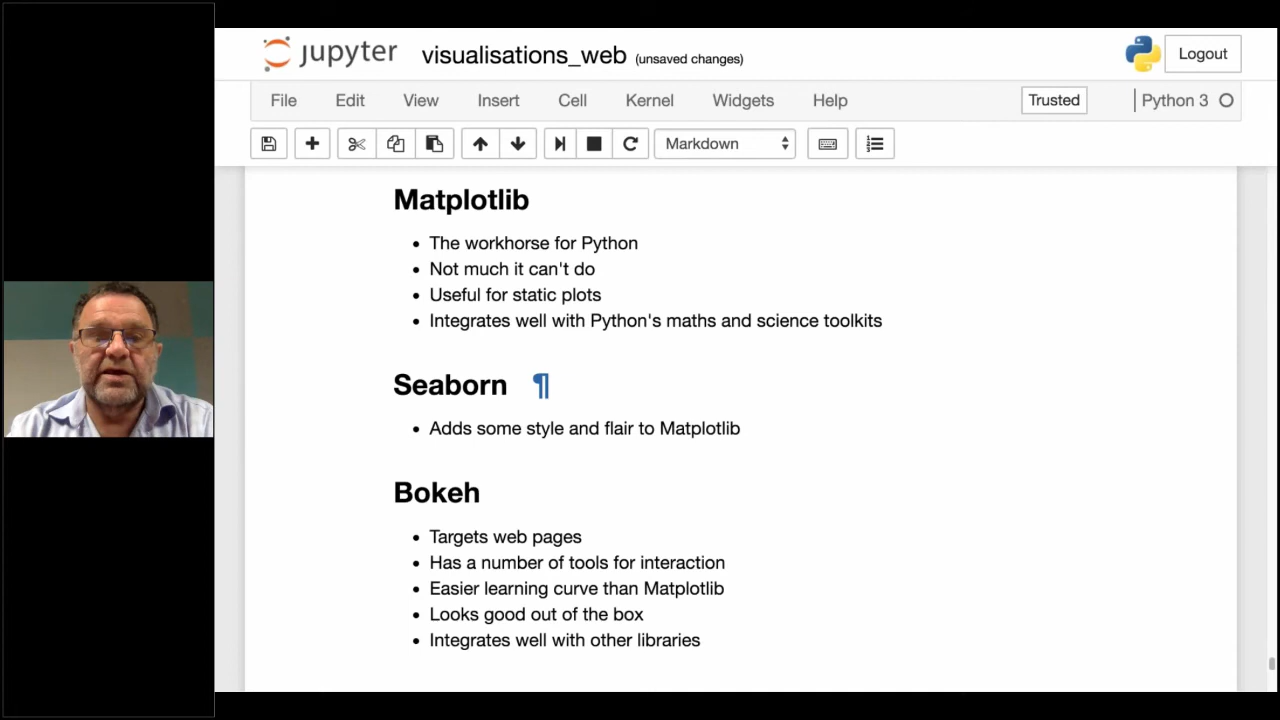 jupyter visualisations_web (unsaved changes) Logout
File Edit View Insert Cell Kernel Widgets Help Trusted Python 3
Markdown
Matplotlib
• The workhorse for Python
• Not much it can't do
• Useful for static plots
• Integrates well with Python's maths and science toolkits
Seaborn ¶
• Adds some style and flair to Matplotlib
Bokeh
• Targets web pages
• Has a number of tools for interaction
• Easier learning curve than Matplotlib
• Looks good out of the box
• Integrates well with other libraries